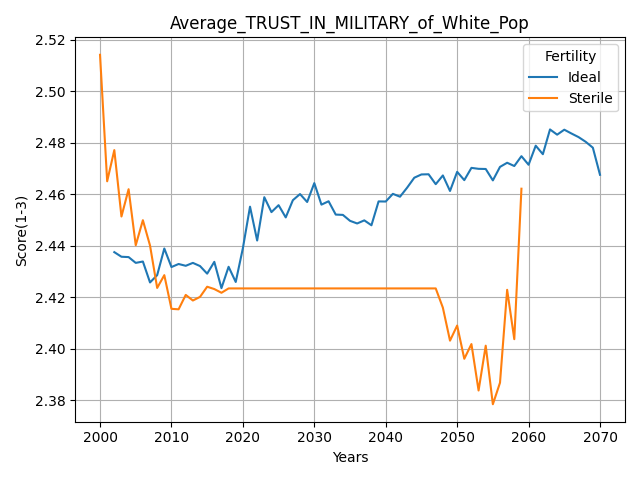 Average_TRUST_IN_MILITARY_of_White_Pop
Fertility
Ideal
Sterile
Score(1-3)
2.52
2.50
2.48
2.46
2.44
2.42
2.40
2.38
2000 2010 2020 2030 2040 2050 2060 2070
Years